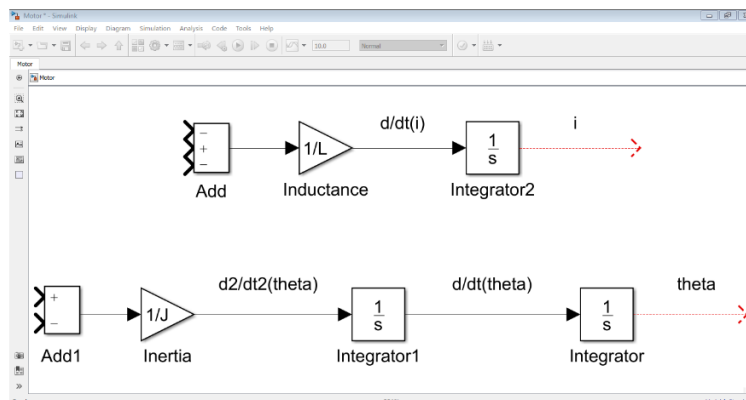 Motor * - Simulink
File Edit View Display Diagram Simulation Analysis Code Tools Help
10.0 Normal
Motor
Motor
d/dt(i) i
−
+
−
1/L
1
s
Add Inductance Integrator2
d2/dt2(theta) d/dt(theta) theta
+
−
1/J
1
s
1
s
Add1 Inertia Integrator1 Integrator